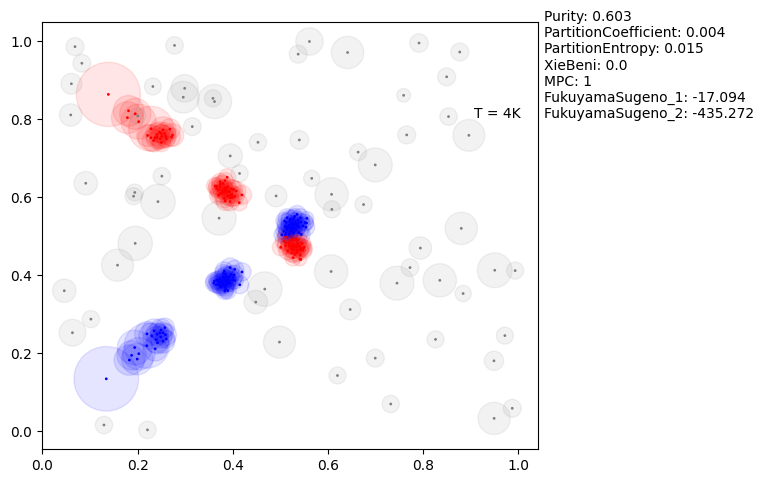 Purity: 0.603
PartitionCoefficient: 0.004
PartitionEntropy: 0.015
XieBeni: 0.0
MPC: 1
FukuyamaSugeno_1: -17.094
FukuyamaSugeno_2: -435.272
T = 4K
1.0
0.8
0.6
0.4
0.2
0.0
0.0 0.2 0.4 0.6 0.8 1.0